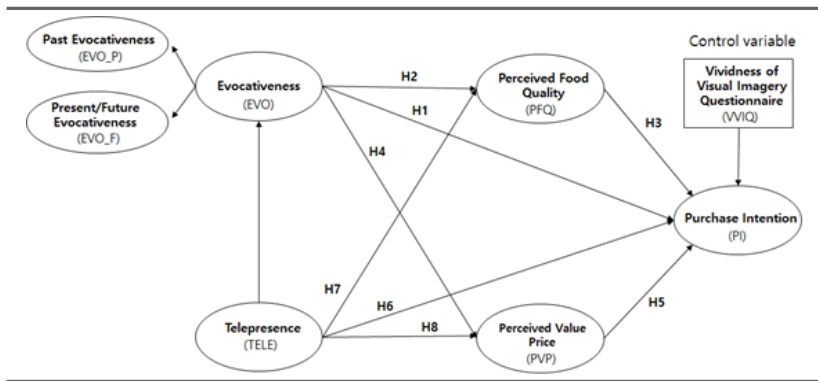 Past Evocativeness
(EVO_P)
Present/Future
Evocativeness
(EVO_F)
Evocativeness
(EVO)
H2
H1
H4
Perceived Food
Quality
(PFQ)
H3
Control variable
Vividness of
Visual Imagery
Questionnaire
(VVIQ)
Purchase Intention
(PI)
Telepresence
(TELE)
H7
H6
H8
Perceived Value
Price
(PVP)
H5